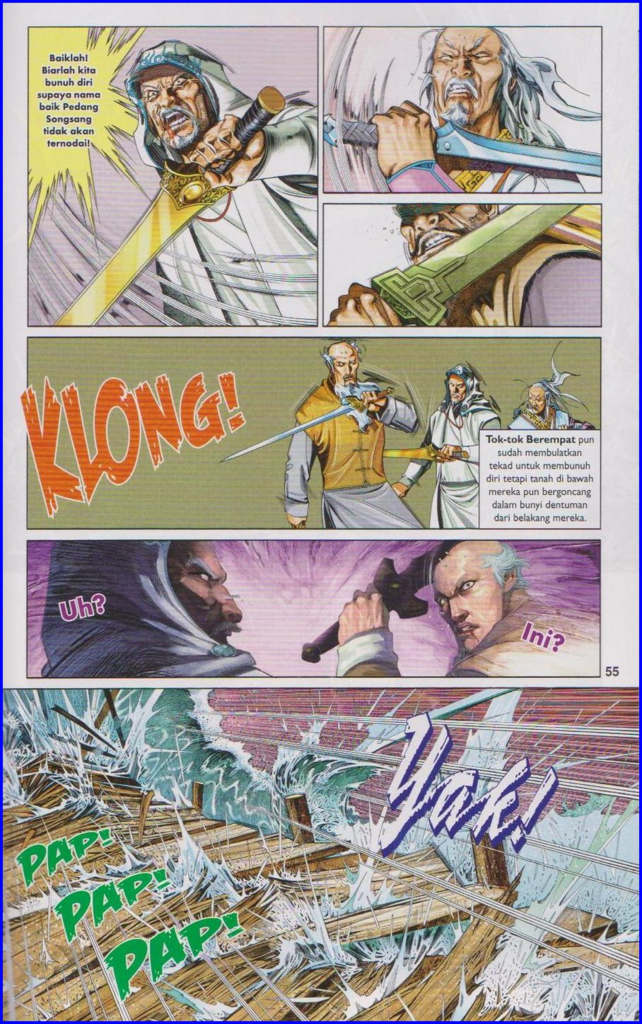 Baiklah!
Biarlah kita
bunuh diri
supaya nama
baik Pedang
Songsang
tidak akan
ternodai!
KLONG!
Tok-tok Berempat pun
sudah membulatkan
tekad untuk membunuh
diri tetapi tanah di bawah
mereka pun bergoncang
dalam bunyi dentuman
dari belakang mereka.
Uh?
Ini?
55
Yak!
PAP!
PAP!
PAP!